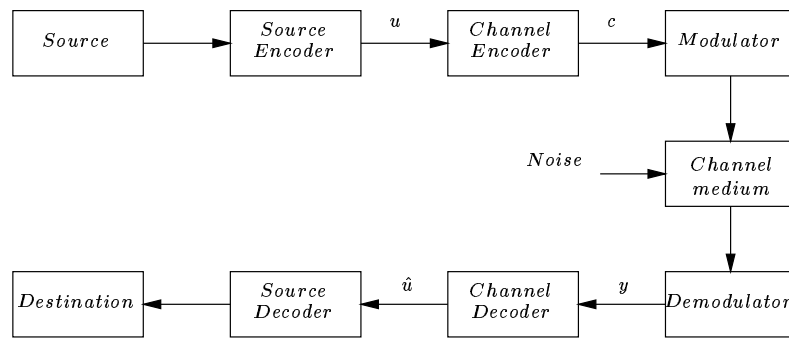 Source
Source
Encoder
u
Channel
Encoder
c
Modulator
Noise
Channel
medium
Destination
Source
Decoder
û
Channel
Decoder
y
Demodulator